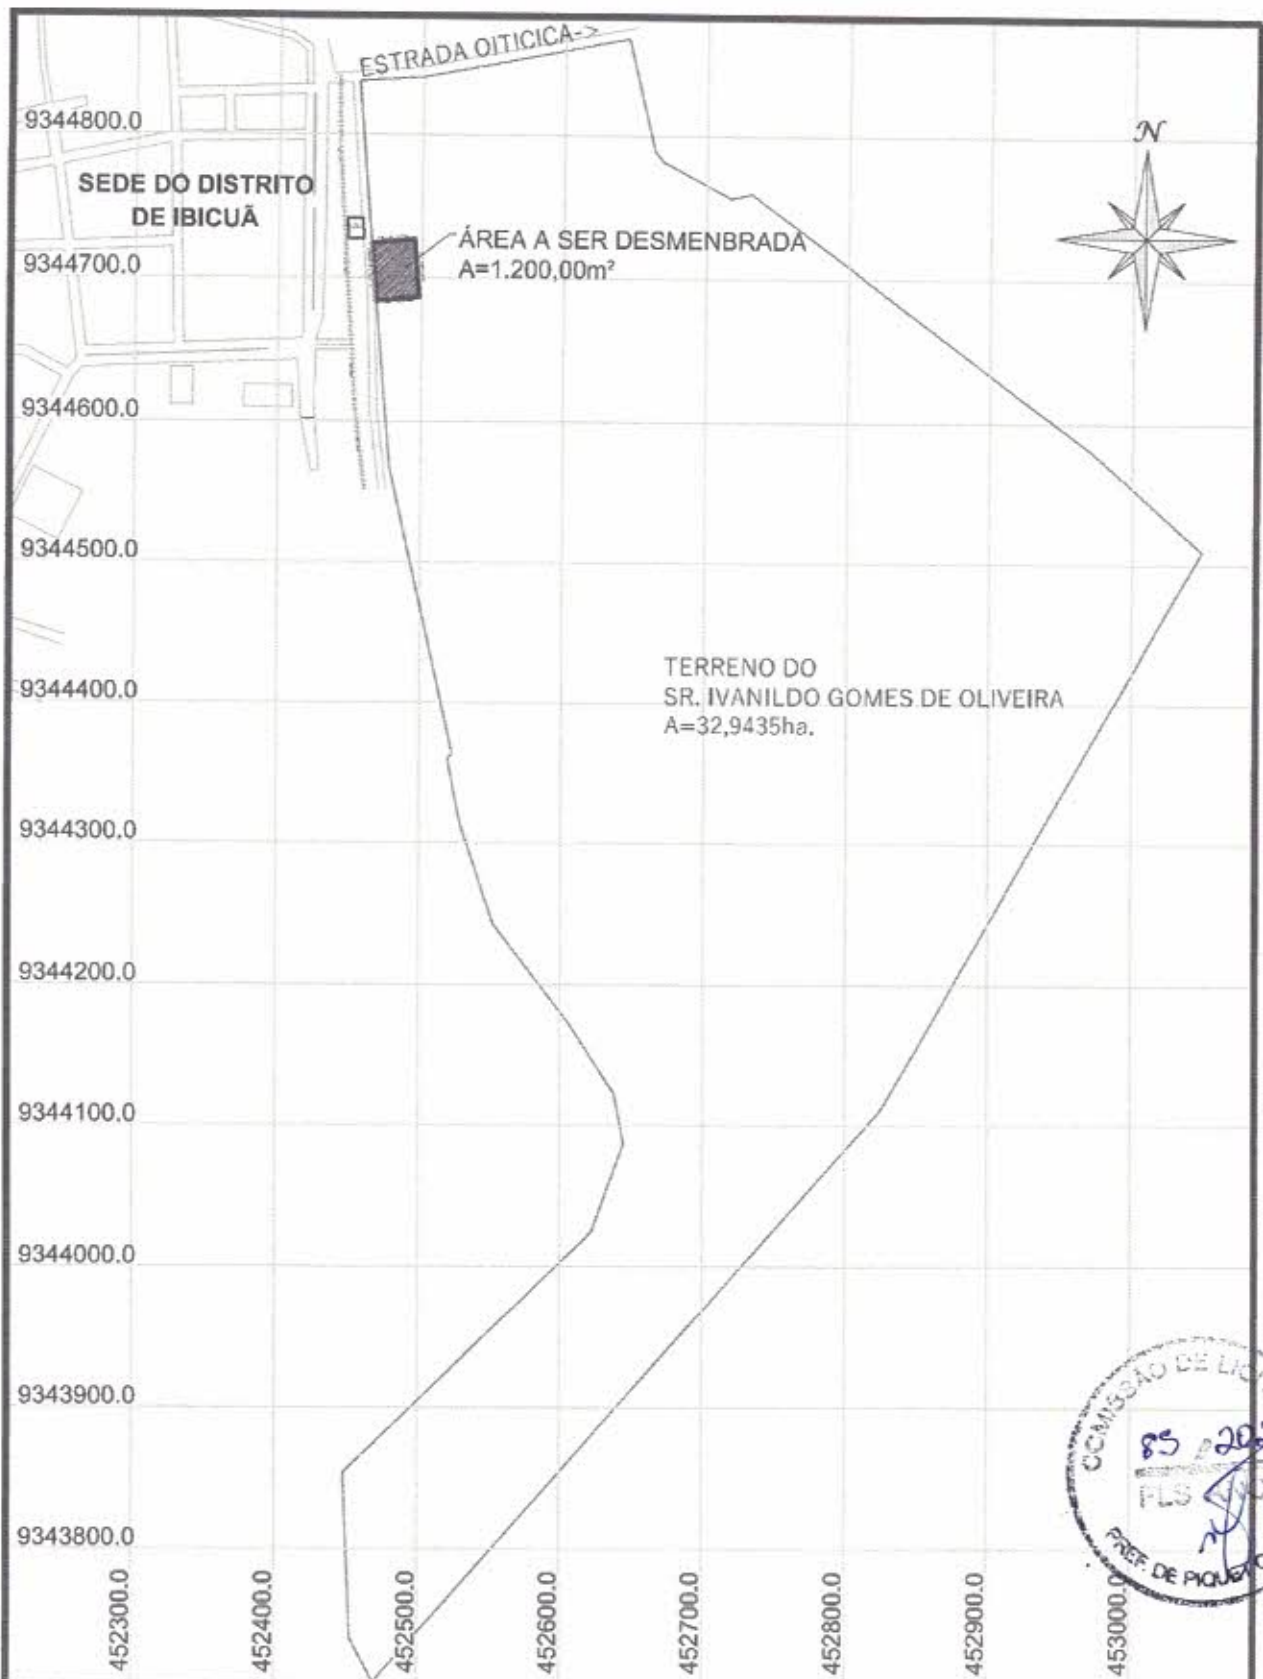 ESTRADA OITICICA->
N
9344800.0
SEDE DO DISTRITO
DE IBICUÃ
ÁREA A SER DESMENBRADA
A=1.200,00m²
9344700.0
9344600.0
9344500.0
TERRENO DO
SR. IVANILDO GOMES DE OLIVEIRA
A=32,9435ha.
9344400.0
9344300.0
9344200.0
9344100.0
9344000.0
9343900.0
9343800.0
COMISSÃO DE
85
FLS
PREF. DE
452300.0
452400.0
452500.0
452600.0
452700.0
452800.0
452900.0
453000.0